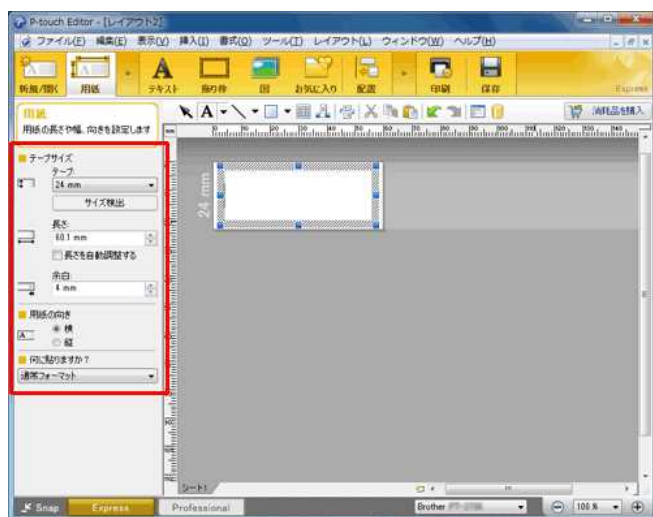 P-touch Editor - [レイアウト2]
ファイル(F) 編集(E) 表示(V) 挿入(I) 書式(O) ツール(T) レイアウト(L) ウィンドウ(W) ヘルプ(H)
新規/開く 用紙 テキスト 飾り枠 図 お気に入り 配置 印刷 保存 Express
用紙
用紙の長さや幅、向きを設定します
消耗品を購入
テープサイズ
テープ:
24 mm
サイズ検出
長さ:
60.1 mm
長さを自動調整する
余白:
4 mm
用紙の向き
横
縦
何に貼りますか?
通常フォーマット
24 mm
シート1
Snap Express Professional Brother 100 %